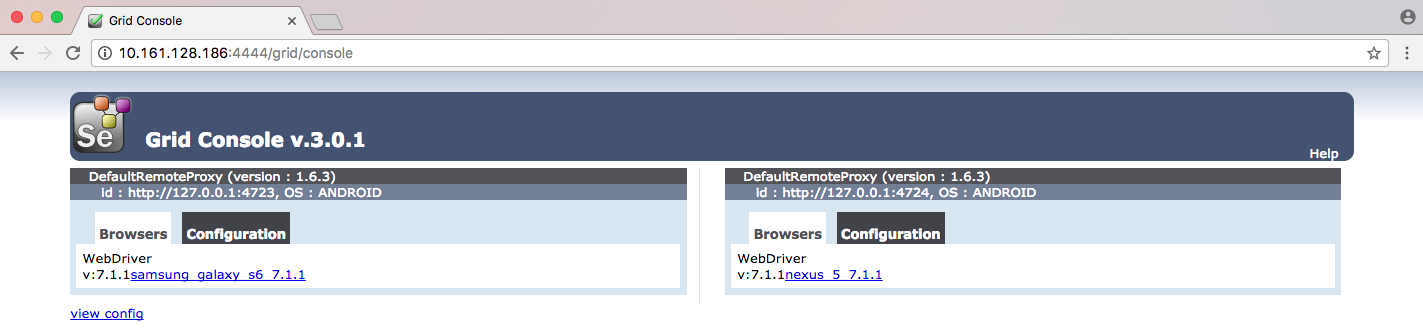 Grid Console
10.161.128.186:4444/grid/console
Se
Grid Console v.3.0.1
Help
DefaultRemoteProxy (version : 1.6.3)
id : http://127.0.0.1:4723, OS : ANDROID
Browsers Configuration
WebDriver
v:7.1.1samsung_galaxy_s6_7.1.1
DefaultRemoteProxy (version : 1.6.3)
id : http://127.0.0.1:4724, OS : ANDROID
Browsers Configuration
WebDriver
v:7.1.1nexus_5_7.1.1
view config